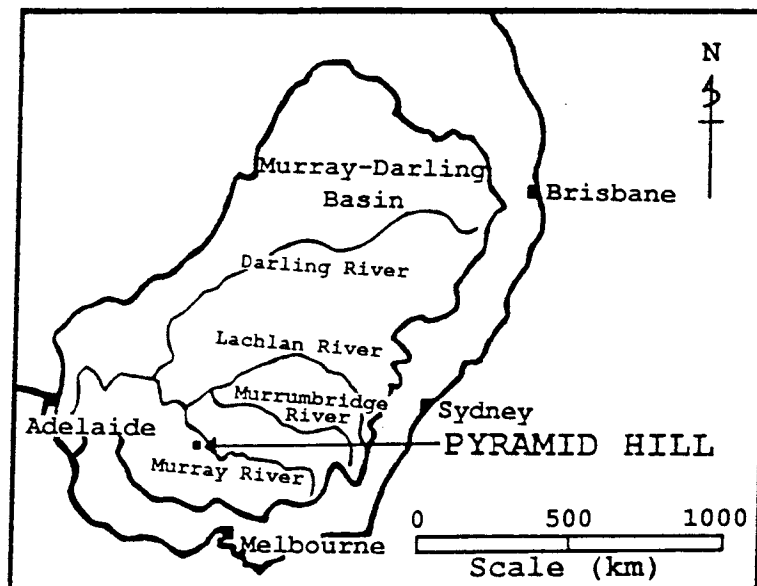 N
Murray-Darling
Basin
Brisbane
Darling River
Lachlan River
Murrumbridge
River
Sydney
Adelaide
PYRAMID HILL
Murray River
0 500 1000
Melbourne
Scale (km)